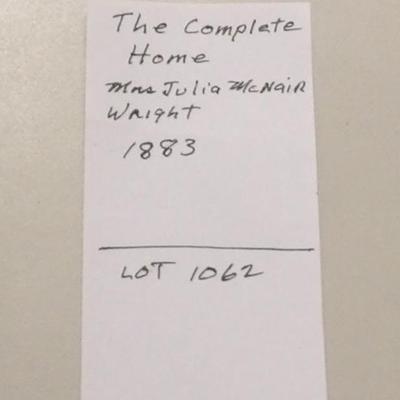 The Complete
Home
Mrs Julia McNair
Wright
1883
LOT 1062